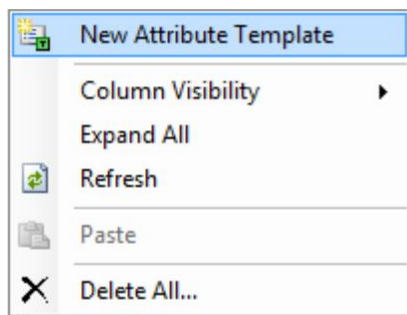 New Attribute Template
Column Visibility
Expand All
Refresh
Paste
Delete All...